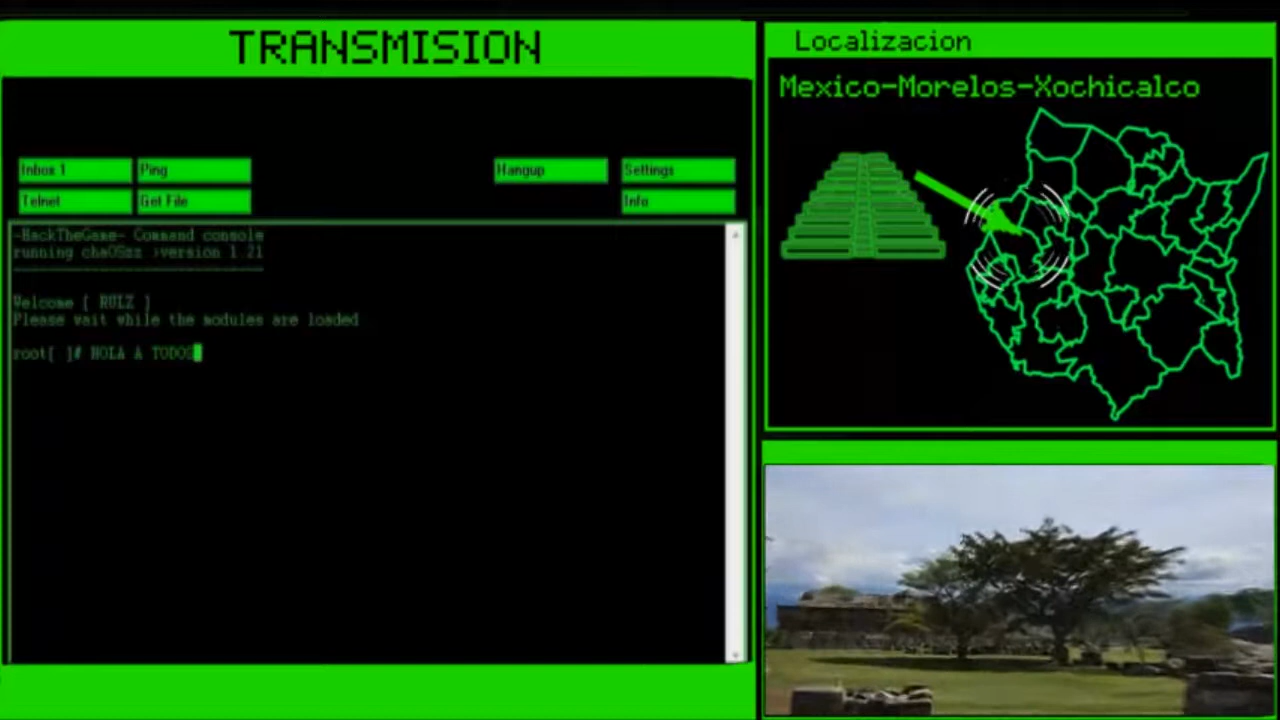 TRANSMISION
Inbox 1
Ping
Hangup
Settings
Telnet
Get File
Info
-HackTheGame- Command console
running chaOSzz >version 1.21
Welcome [ RULZ ]
Please wait while the modules are loaded
root[ ]# HOLA A TODOS
Localizacion
Mexico-Morelos-Xochicalco